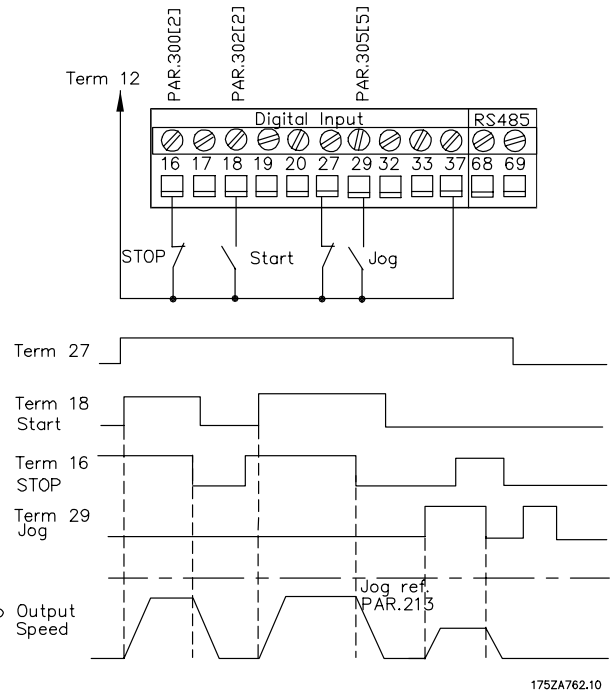 PAR.300[2]
PAR.302[2]
PAR.305[5]
Term 12
Digital Input
RS485
16 17 18 19 20 27 29 32 33 37 68 69
STOP
Start
Jog
Term 27
Term 18
Start
Term 16
STOP
Term 29
Jog
Jog ref.
PAR.213
Output
Speed
175ZA762.10